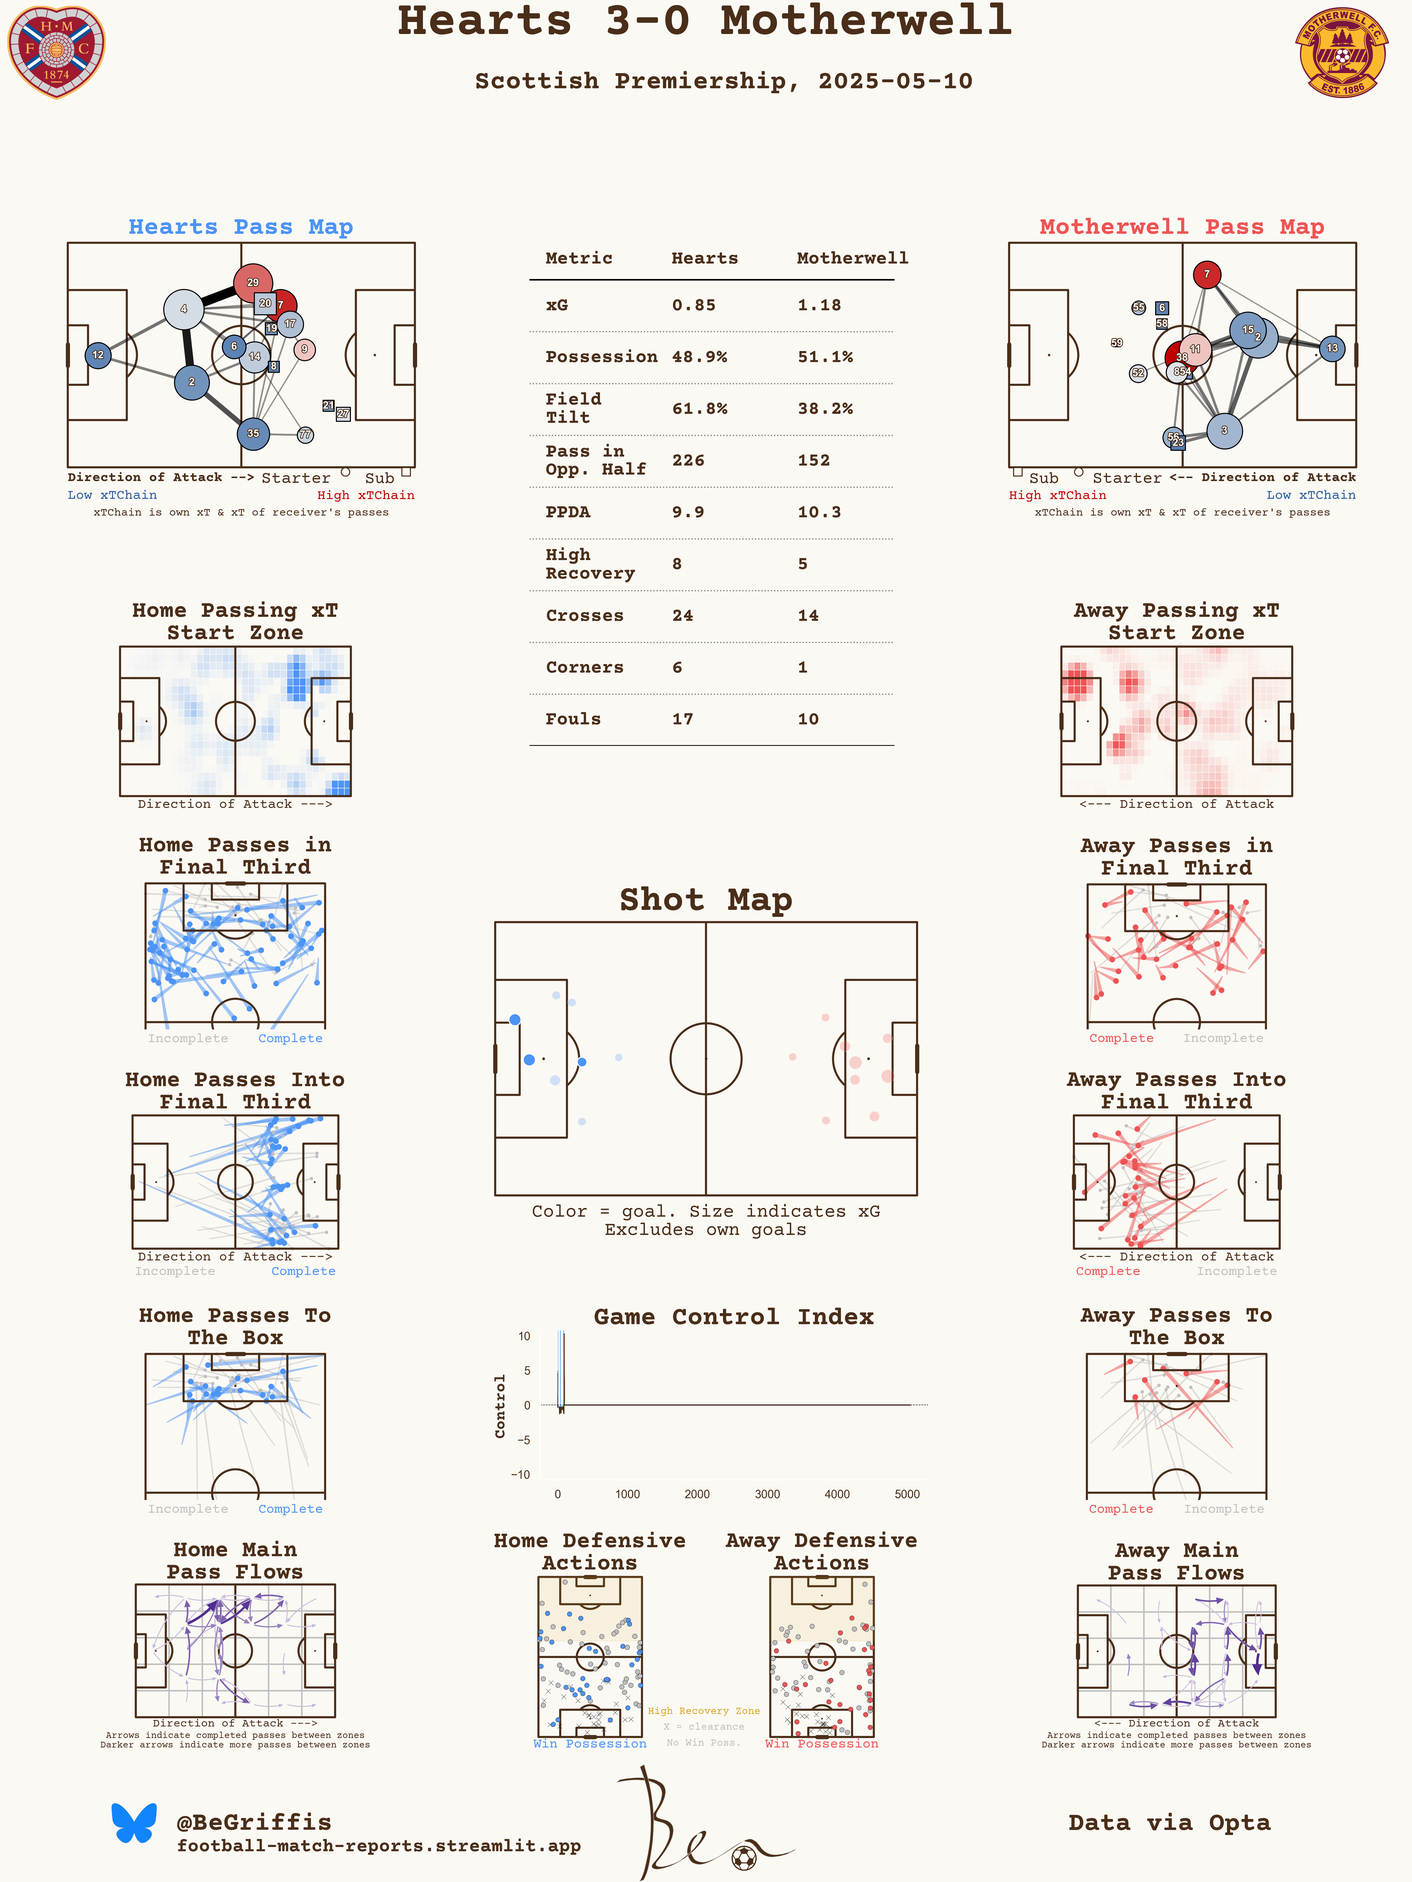 Hearts 3-0 Motherwell
Scottish Premiership, 2025-05-10
H M
F C
1874
MOTHERWELL F.C.
EST. 1886
Hearts Pass Map
29
4
20
7
17
19
6
14
9
12
8
2
21
27
35
77
Direction of Attack --> Starter Sub
Low xTChain High xTChain
xTChain is own xT & xT of receiver's passes
Metric Hearts Motherwell
xG 0.85 1.18
Possession 48.9% 51.1%
Field
Tilt 61.8% 38.2%
Pass in
Opp. Half 226 152
PPDA 9.9 10.3
High
Recovery 8 5
Crosses 24 14
Corners 6 1
Fouls 17 10
Motherwell Pass Map
7
55
6
58
15
2
59
11
38
13
52
3
23
Sub Starter <-- Direction of Attack
High xTChain Low xTChain
xTChain is own xT & xT of receiver's passes
Home Passing xT
Start Zone
Direction of Attack --->
Away Passing xT
Start Zone
<--- Direction of Attack
Home Passes in
Final Third
Incomplete Complete
Away Passes in
Final Third
Complete Incomplete
Shot Map
Color = goal. Size indicates xG
Excludes own goals
Home Passes Into
Final Third
Direction of Attack --->
Incomplete Complete
Away Passes Into
Final Third
<--- Direction of Attack
Complete Incomplete
Home Passes To
The Box
Incomplete Complete
Game Control Index
Control
10
5
0
−5
−10
0 1000 2000 3000 4000 5000
Away Passes To
The Box
Complete Incomplete
Home Main
Pass Flows
Direction of Attack --->
Arrows indicate completed passes between zones
Darker arrows indicate more passes between zones
Home Defensive
Actions
Win Possession
High Recovery Zone
X = clearance
No Win Poss.
Away Defensive
Actions
Win Possession
Away Main
Pass Flows
<--- Direction of Attack
Arrows indicate completed passes between zones
Darker arrows indicate more passes between zones
@BeGriffis
football-match-reports.streamlit.app
Ben
Data via Opta